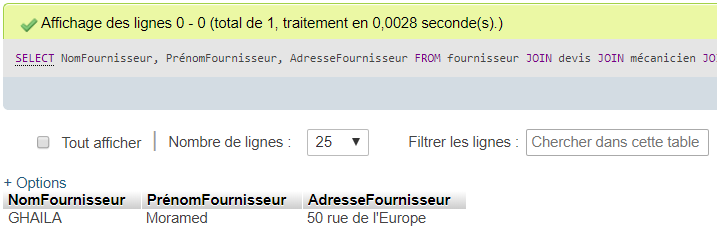 Affichage des lignes 0 - 0 (total de 1, traitement en 0,0028 seconde(s).)
SELECT NomFournisseur, PrénomFournisseur, AdresseFournisseur FROM fournisseur JOIN devis JOIN mécanicien JO
Tout afficher | Nombre de lignes : 25 Filtrer les lignes : Chercher dans cette table
+ Options
NomFournisseur PrénomFournisseur AdresseFournisseur
GHAILA Moramed 50 rue de l'Europe